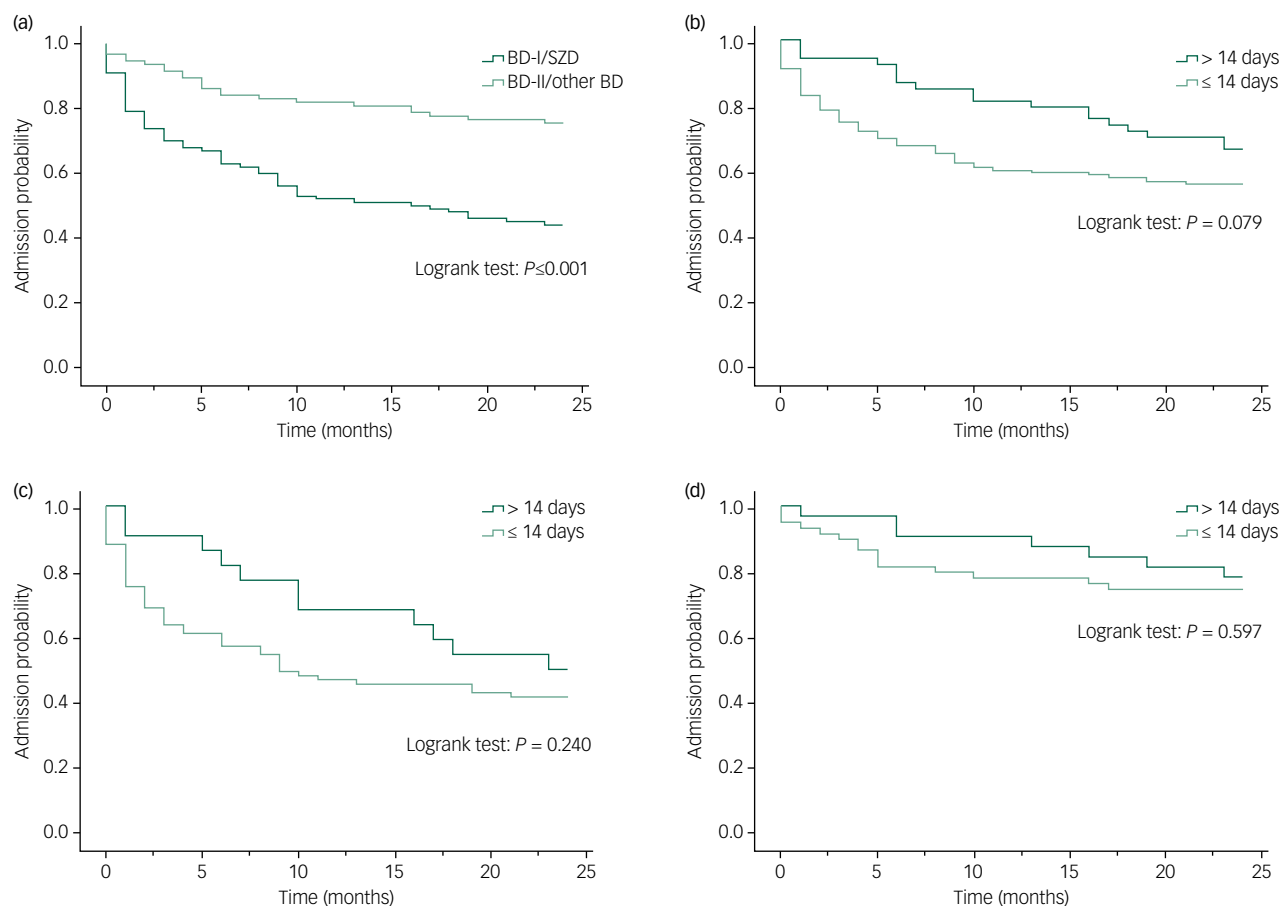 (a)
1.0
0.8
0.6
0.4
0.2
0.0
Admission probability
BD-I/SZD
BD-II/other BD
Logrank test: P≤0.001
0 5 10 15 20 25
Time (months)
(b)
1.0
0.8
0.6
0.4
0.2
0.0
Admission probability
> 14 days
≤ 14 days
Logrank test: P = 0.079
0 5 10 15 20 25
Time (months)
(c)
1.0
0.8
0.6
0.4
0.2
0.0
Admission probability
> 14 days
≤ 14 days
Logrank test: P = 0.240
0 5 10 15 20 25
Time (months)
(d)
1.0
0.8
0.6
0.4
0.2
0.0
Admission probability
> 14 days
≤ 14 days
Logrank test: P = 0.597
0 5 10 15 20 25
Time (months)